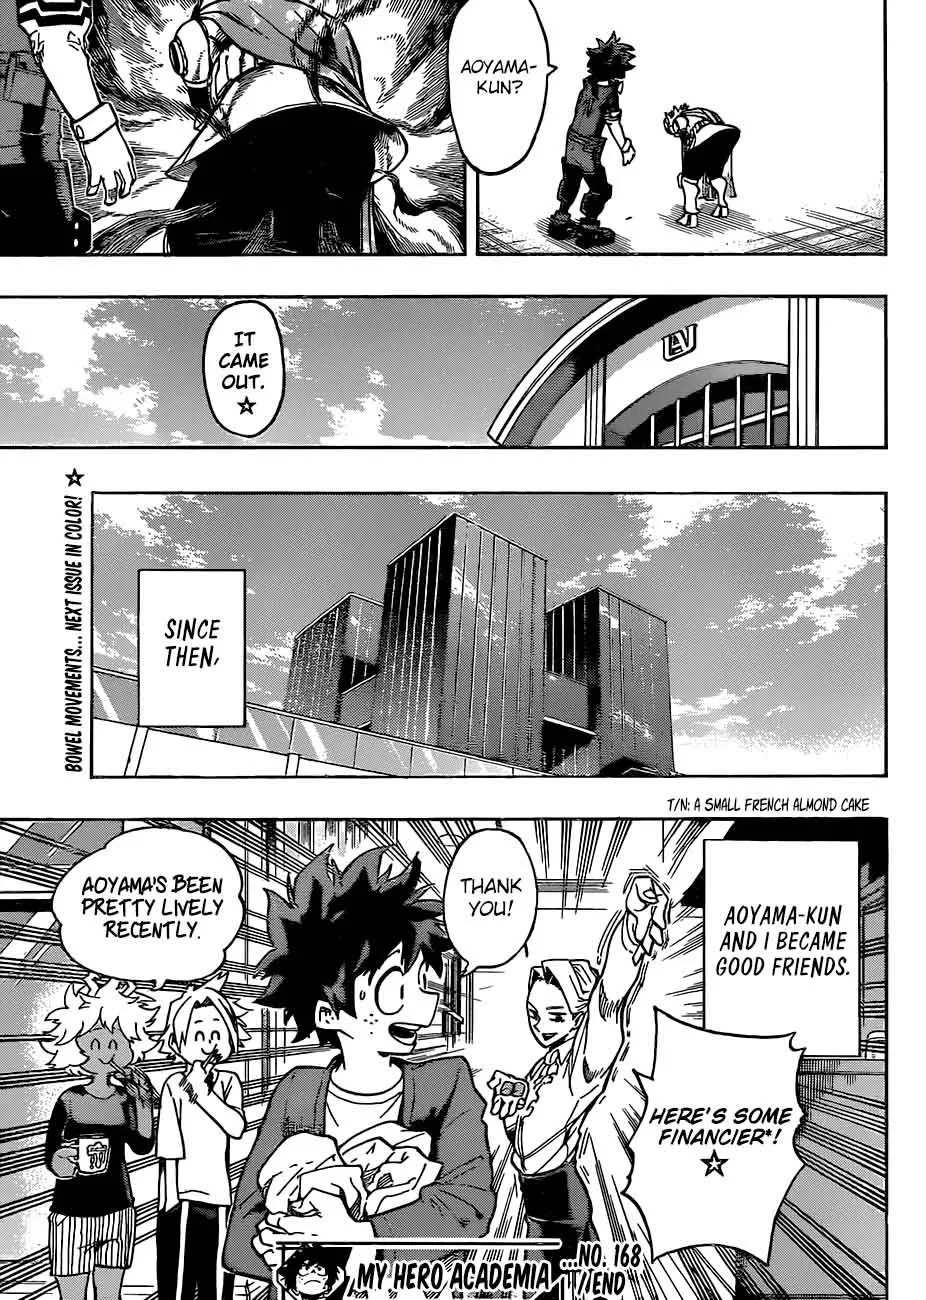 AOYAMA-
KUN?
IT
CAME
OUT.
☆
BOWEL MOVEMENTS... NEXT ISSUE IN COLOR! ☆
SINCE
THEN,
T/N: A SMALL FRENCH ALMOND CAKE
AOYAMA-KUN
AND I BECAME
GOOD FRIENDS.
HERE'S SOME
FINANCIER*!
☆
THANK
YOU!
AOYAMA'S BEEN
PRETTY LIVELY
RECENTLY.
MY HERO ACADEMIA
...NO. 168
//END